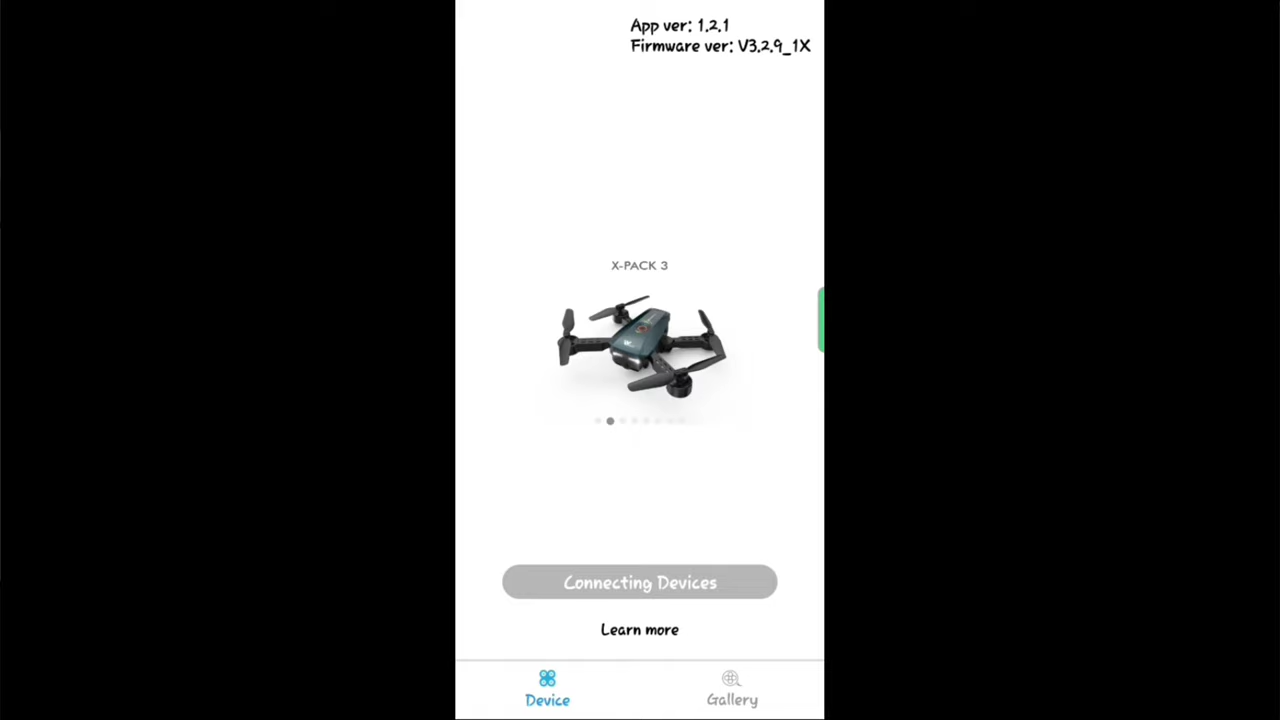 App ver: 1.2.1
Firmware ver: V3.2.9_1X
X-PACK 3
Connecting Devices
Learn more
Device
Gallery